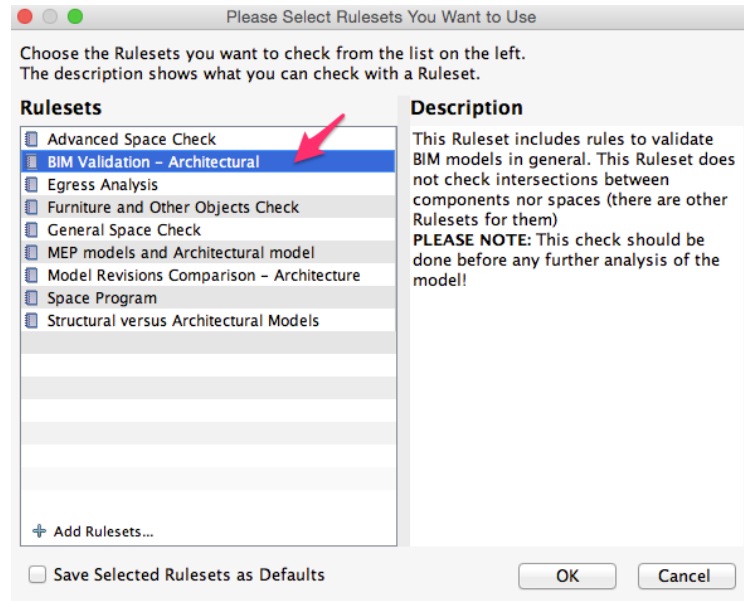 Please Select Rulesets You Want to Use
Choose the Rulesets you want to check from the list on the left.
The description shows what you can check with a Ruleset.
Rulesets
Advanced Space Check
BIM Validation – Architectural
Egress Analysis
Furniture and Other Objects Check
General Space Check
MEP models and Architectural model
Model Revisions Comparison – Architecture
Space Program
Structural versus Architectural Models
Add Rulesets...
Description
This Ruleset includes rules to validate
BIM models in general. This Ruleset does
not check intersections between
components nor spaces (there are other
Rulesets for them)
PLEASE NOTE: This check should be
done before any further analysis of the
model!
Save Selected Rulesets as Defaults
OK
Cancel